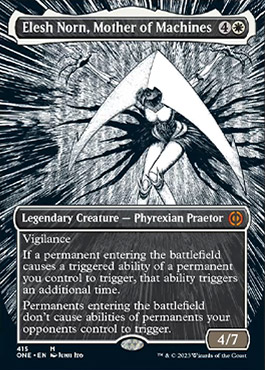 Elesh Norn, Mother of Machines 4
Legendary Creature — Phyrexian Praetor
Vigilance
If a permanent entering the battlefield
causes a triggered ability of a permanent
you control to trigger, that ability triggers
an additional time.
Permanents entering the battlefield
don't cause abilities of permanents your
opponents control to trigger.
4/7
415 M
ONE • EN Junji Ito
™ & © 2023 Wizards of the Coast